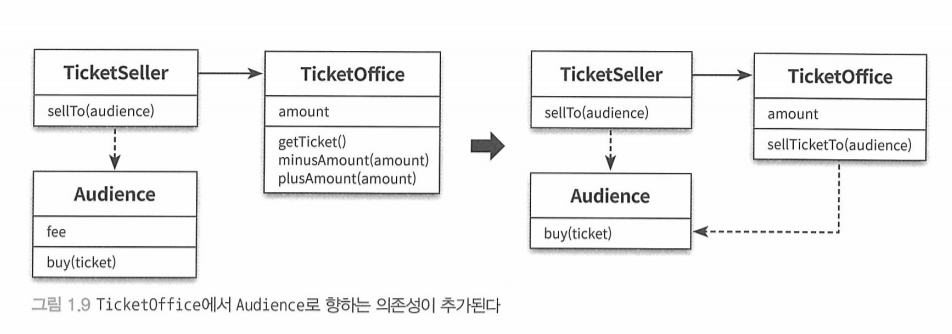 TicketSeller
sellTo(audience)
TicketOffice
amount
getTicket()
minusAmount(amount)
plusAmount(amount)
Audience
fee
buy(ticket)
TicketSeller
sellTo(audience)
TicketOffice
amount
sellTicketTo(audience)
Audience
buy(ticket)
그림 1.9 TicketOffice에서 Audience로 향하는 의존성이 추가된다